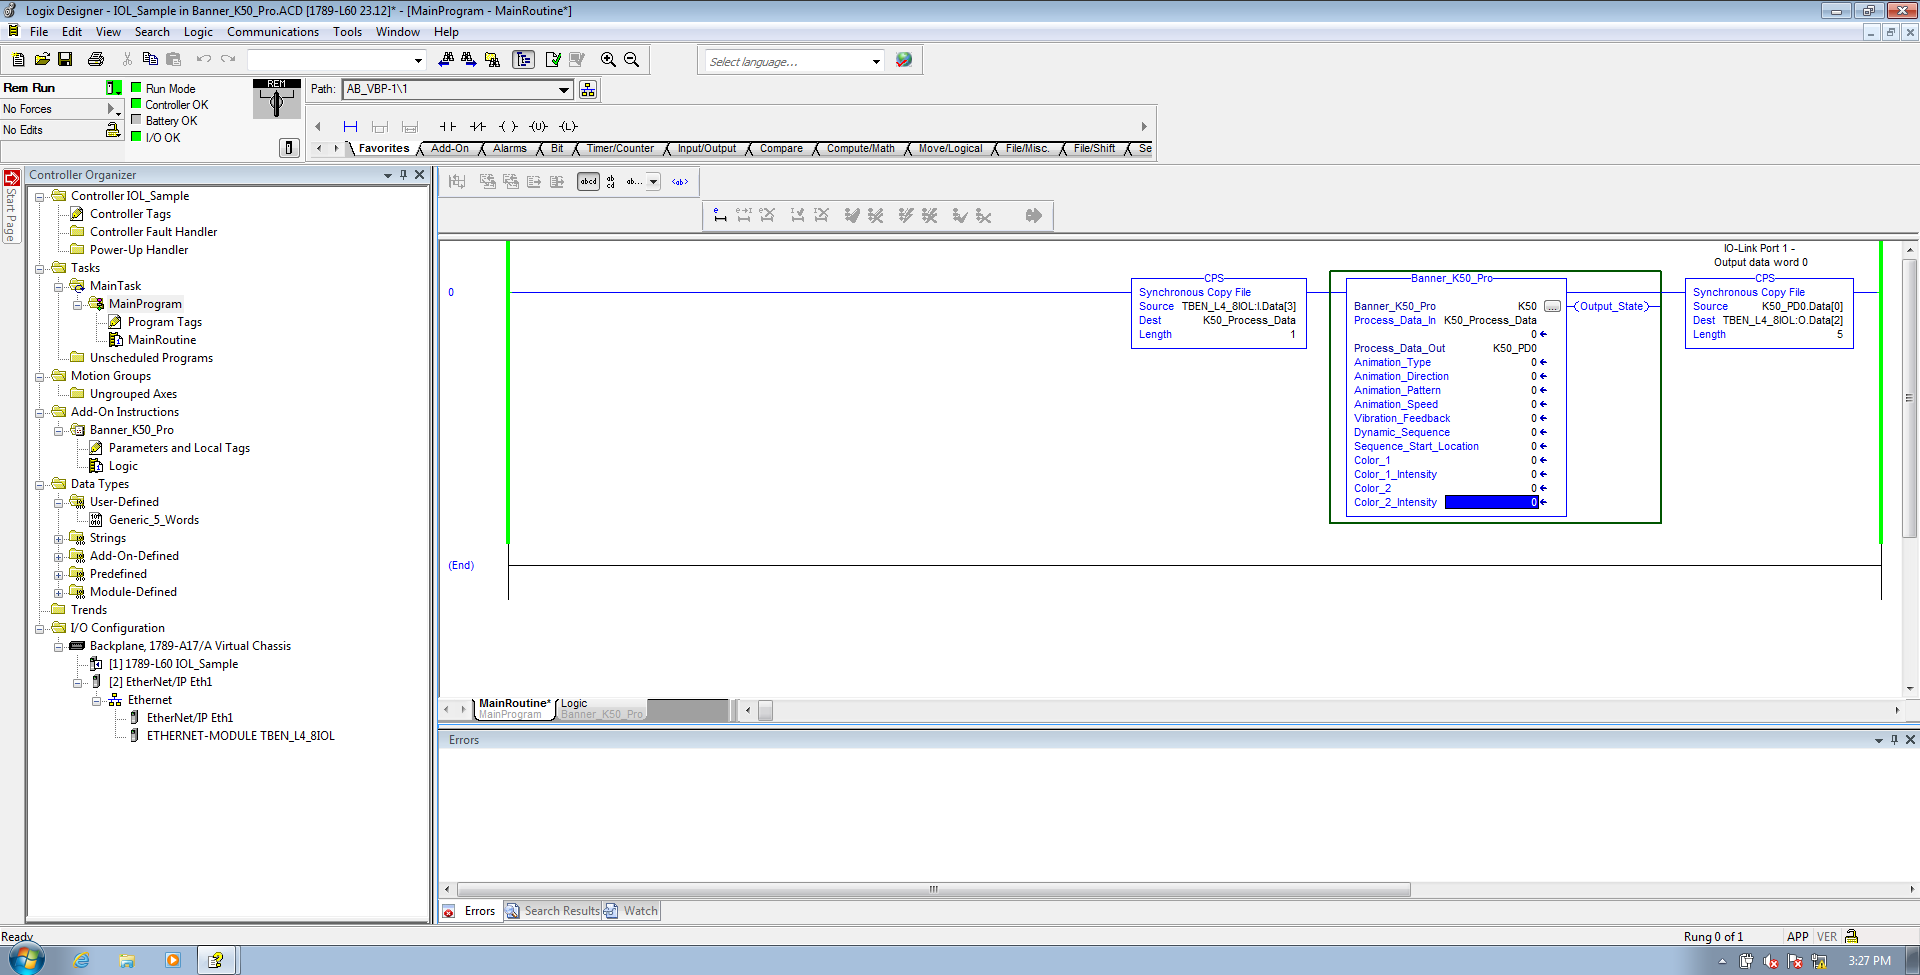 Logix Designer - IOL_Sample in Banner_K50_Pro.ACD [1789-L60 23.12]* - [MainProgram - MainRoutine*]
File Edit View Search Logic Communications Tools Window Help
Select language...
Rem Run
No Forces
No Edits
Run Mode
Controller OK
Battery OK
I/O OK
REM
Path: AB_VBP-1\1
Favorites Add-On Alarms Bit Timer/Counter Input/Output Compare Compute/Math Move/Logical File/Misc. File/Shift Se
Start Page
Controller Organizer
Controller IOL_Sample
Controller Tags
Controller Fault Handler
Power-Up Handler
Tasks
MainTask
MainProgram
Program Tags
MainRoutine
Unscheduled Programs
Motion Groups
Ungrouped Axes
Add-On Instructions
Banner_K50_Pro
Parameters and Local Tags
Logic
Data Types
User-Defined
Generic_5_Words
Strings
Add-On-Defined
Predefined
Module-Defined
Trends
I/O Configuration
Backplane, 1789-A17/A Virtual Chassis
[1] 1789-L60 IOL_Sample
[2] EtherNet/IP Eth1
Ethernet
EtherNet/IP Eth1
ETHERNET-MODULE TBEN_L4_8IOL
0
CPS
Synchronous Copy File
Source TBEN_L4_8IOL:I.Data[3]
Dest K50_Process_Data
Length 1
Banner_K50_Pro
Banner_K50_Pro K50 ...
Process_Data_In K50_Process_Data
0
Process_Data_Out K50_PD0
Animation_Type 0
Animation_Direction 0
Animation_Pattern 0
Animation_Speed 0
Vibration_Feedback 0
Dynamic_Sequence 0
Sequence_Start_Location 0
Color_1 0
Color_1_Intensity 0
Color_2 0
Color_2_Intensity 0
(Output_State)
IO-Link Port 1 -
Output data word 0
CPS
Synchronous Copy File
Source K50_PD0.Data[0]
Dest TBEN_L4_8IOL:O.Data[2]
Length 5
(End)
MainRoutine*
MainProgram
Logic
Banner_K50_Pro
Errors
Errors Search Results Watch
Ready
Rung 0 of 1 APP VER
3:27 PM